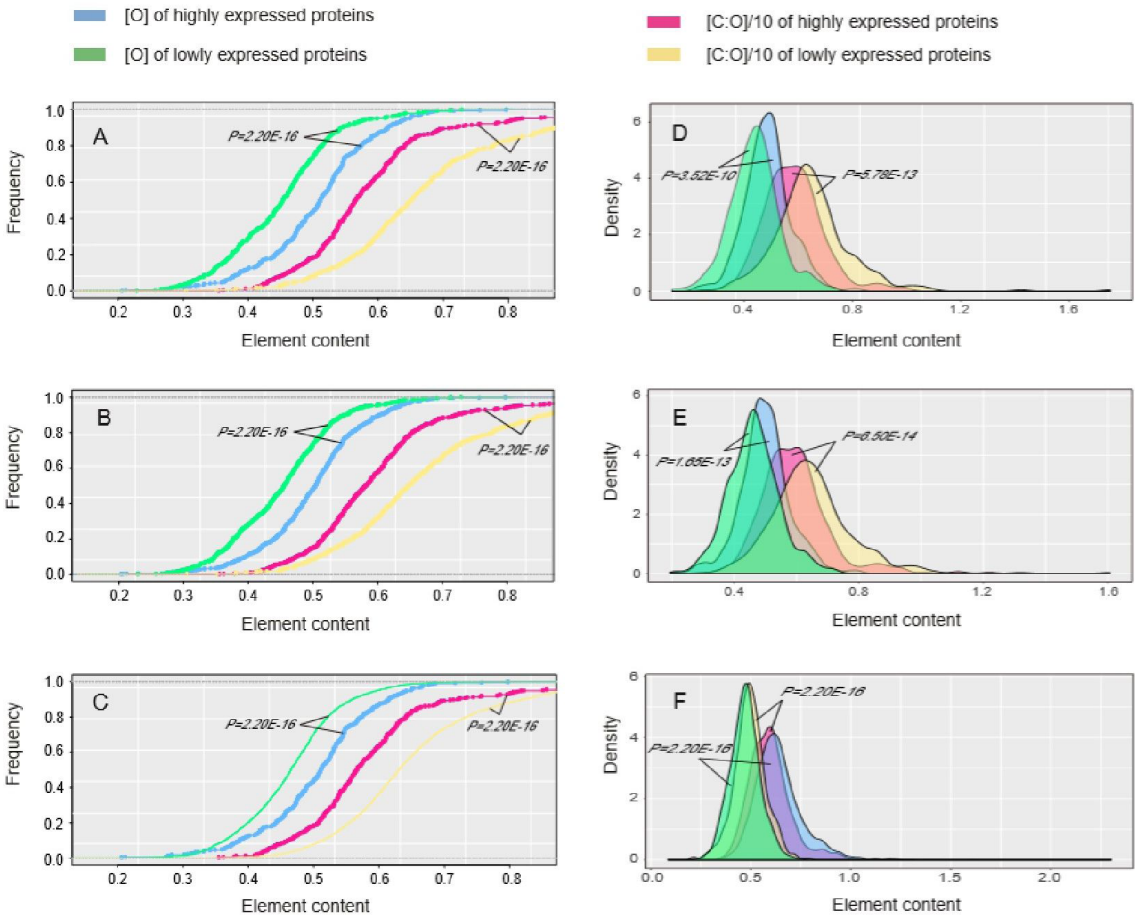 [O] of highly expressed proteins
[O] of lowly expressed proteins
[C:O]/10 of highly expressed proteins
[C:O]/10 of lowly expressed proteins
A
Frequency
1.0
0.8
0.6
0.4
0.2
0.0
P=2.20E-16
P=2.20E-16
0.2 0.3 0.4 0.5 0.6 0.7 0.8
Element content
D
Density
6
4
2
0
P=3.52E-10
P=5.78E-13
0.4 0.8 1.2 1.6
Element content
B
Frequency
1.0
0.8
0.6
0.4
0.2
0.0
P=2.20E-16
P=2.20E-16
0.2 0.3 0.4 0.5 0.6 0.7 0.8
Element content
E
Density
6
4
2
0
P=1.65E-13
P=6.50E-14
0.4 0.8 1.2 1.6
Element content
C
Frequency
1.0
0.8
0.6
0.4
0.2
0.0
P=2.20E-16
P=2.20E-16
0.2 0.3 0.4 0.5 0.6 0.7 0.8
Element content
F
Density
6
4
2
0
P=2.20E-16
P=2.20E-16
0.0 0.5 1.0 1.5 2.0
Element content